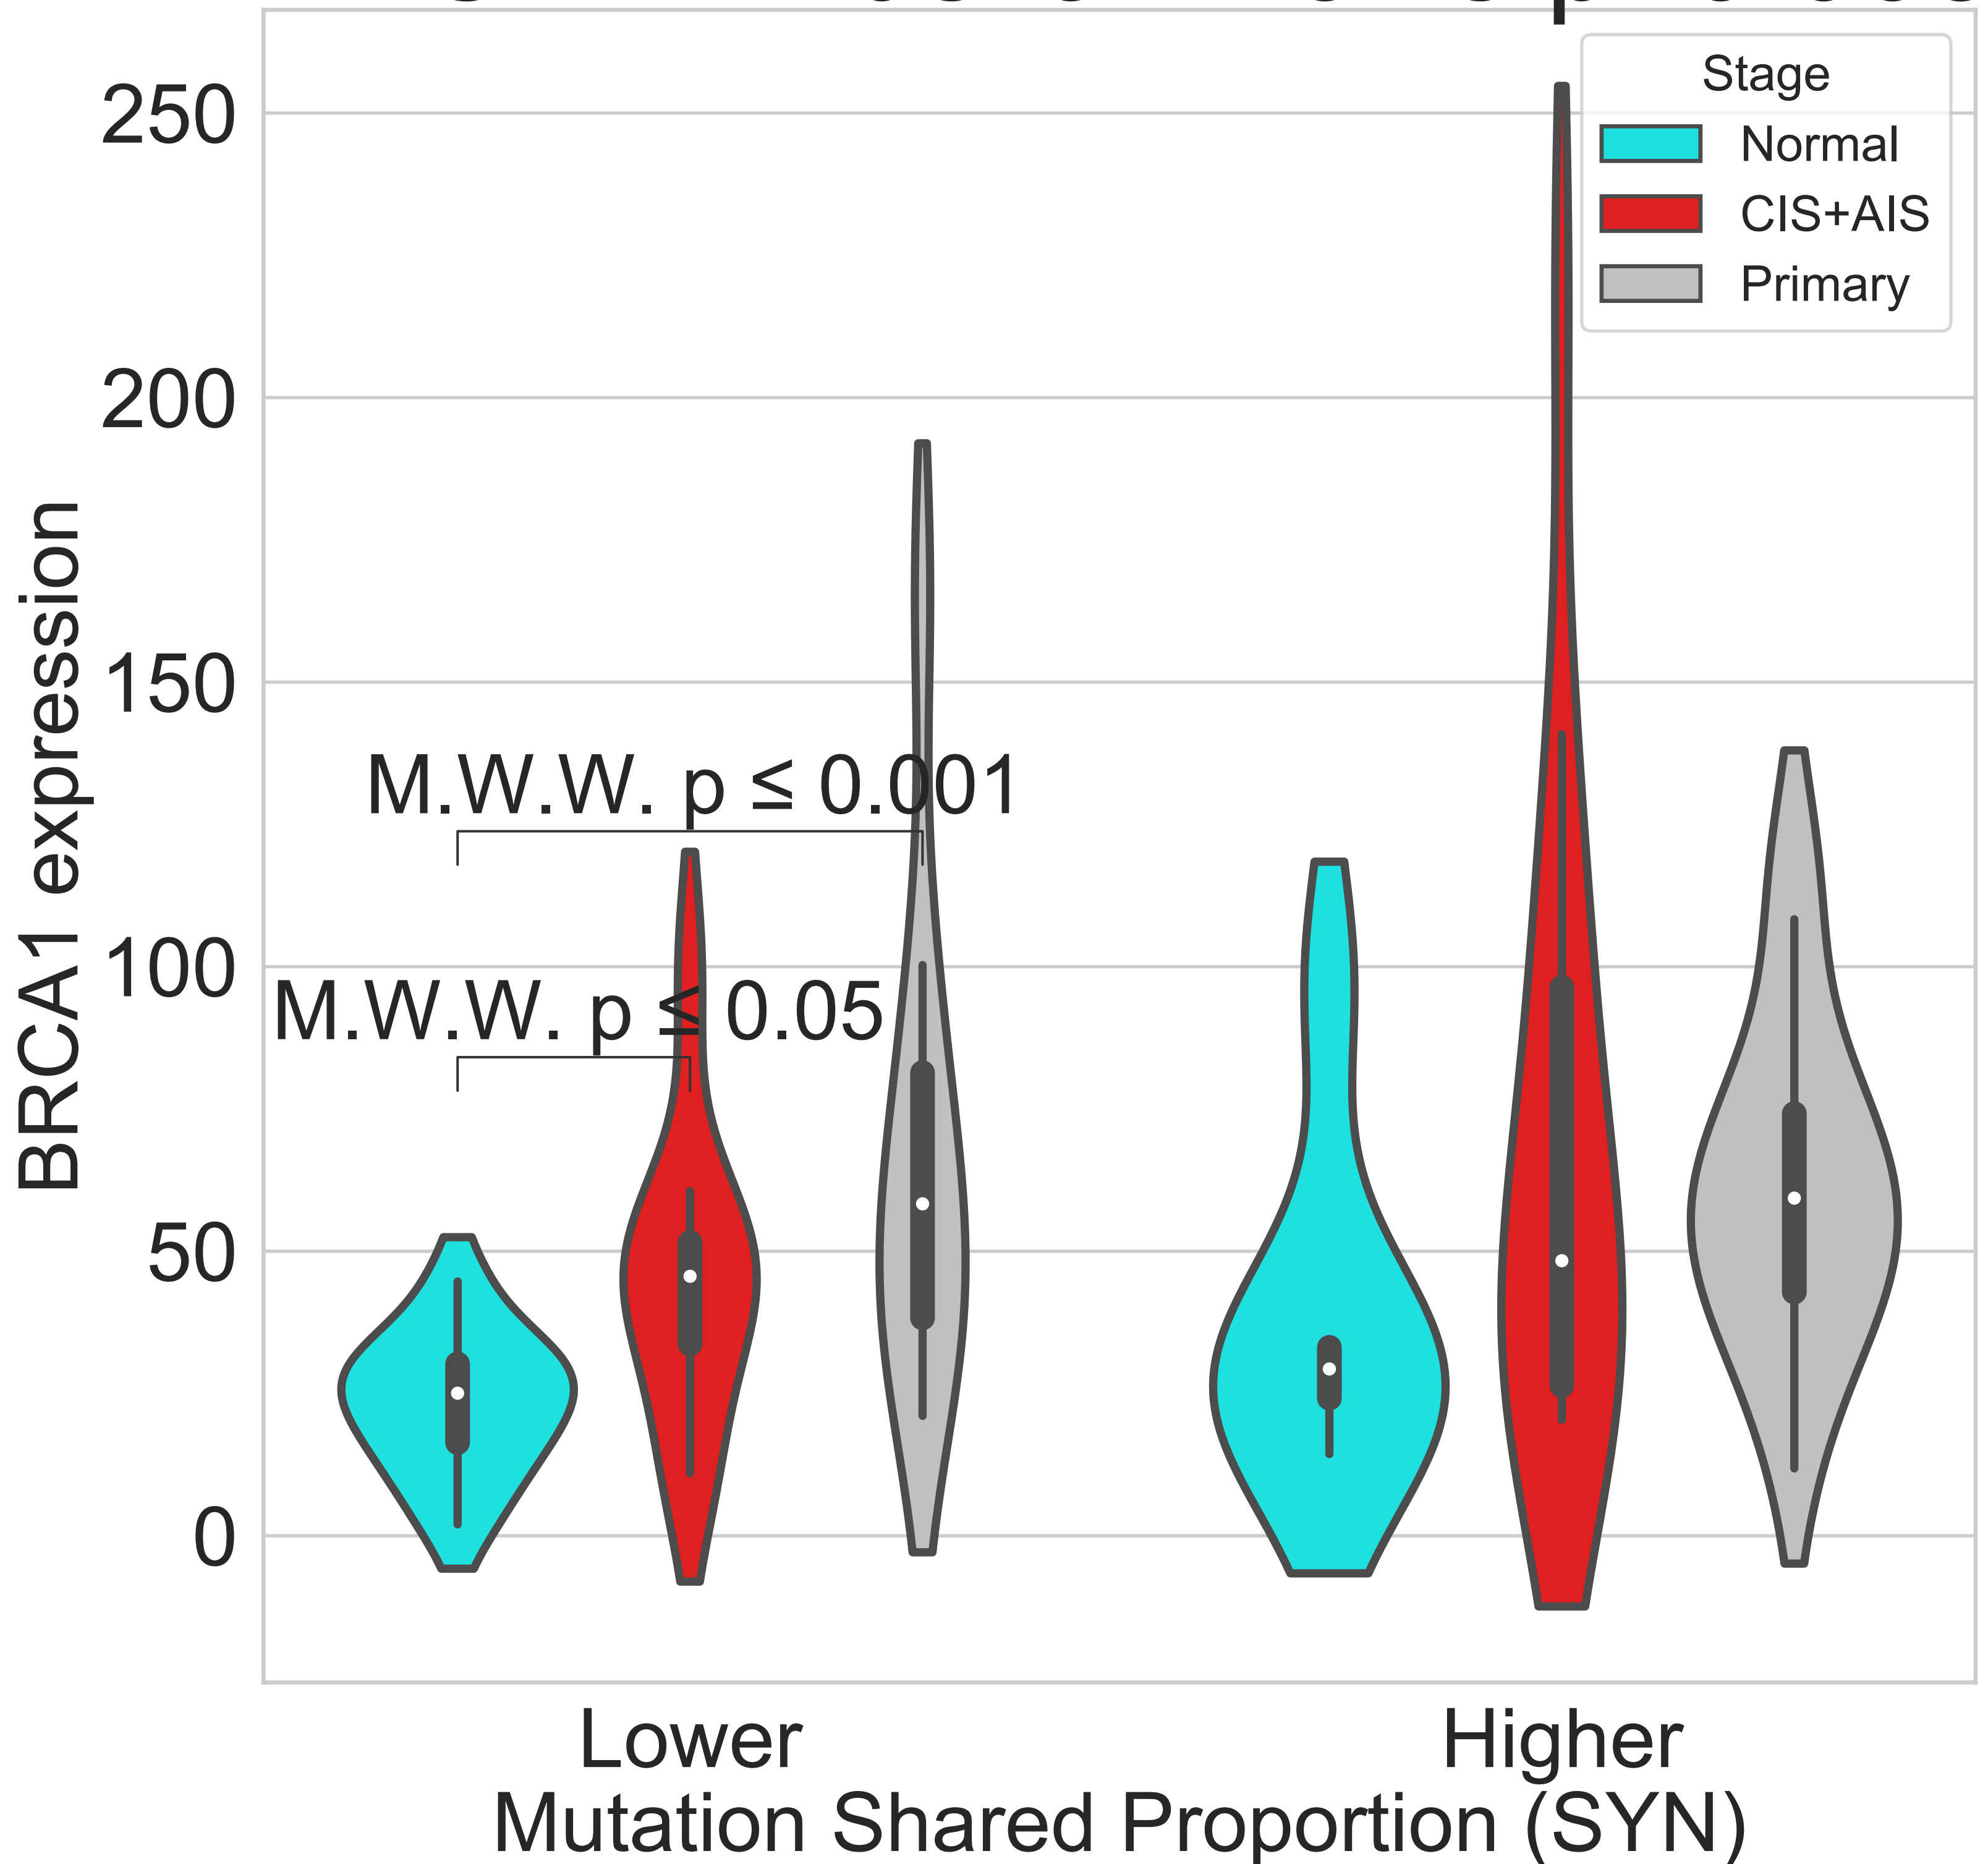 Stage
Normal
CIS+AIS
Primary
250
200
150
100
50
0
BRCA1 expression
M.W.W. p ≤ 0.001
M.W.W. p ≤ 0.05
Lower
Higher
Mutation Shared Proportion (SYN)